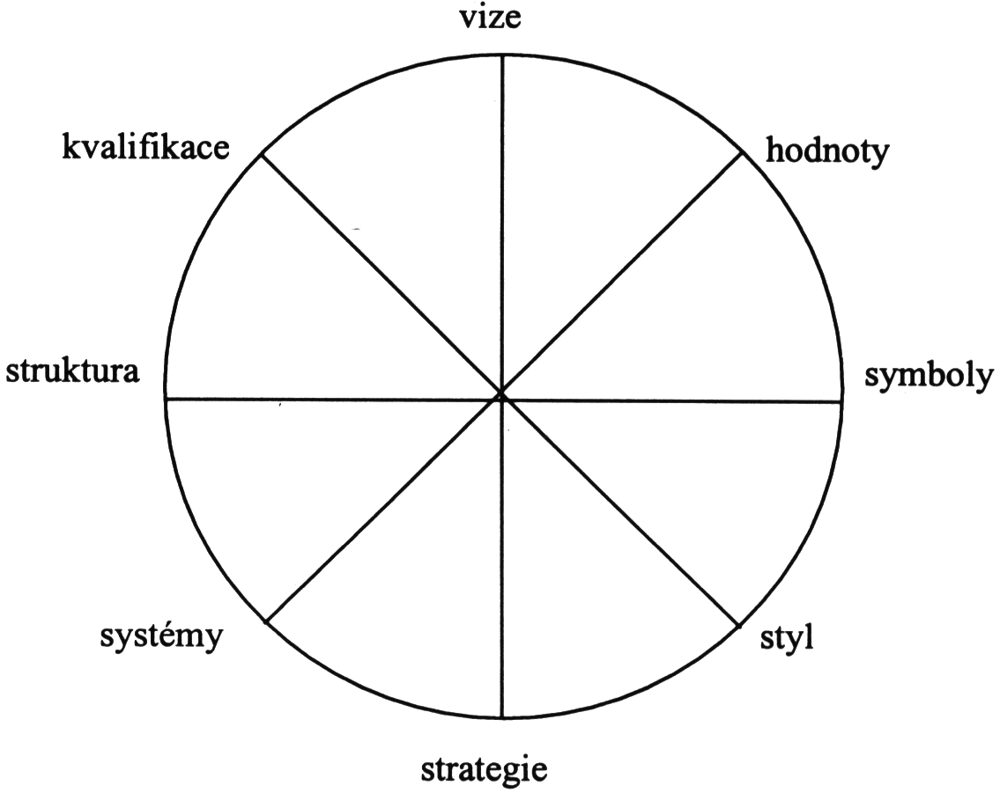 vize
kvalifikace
hodnoty
struktura
symboly
systémy
styl
strategie